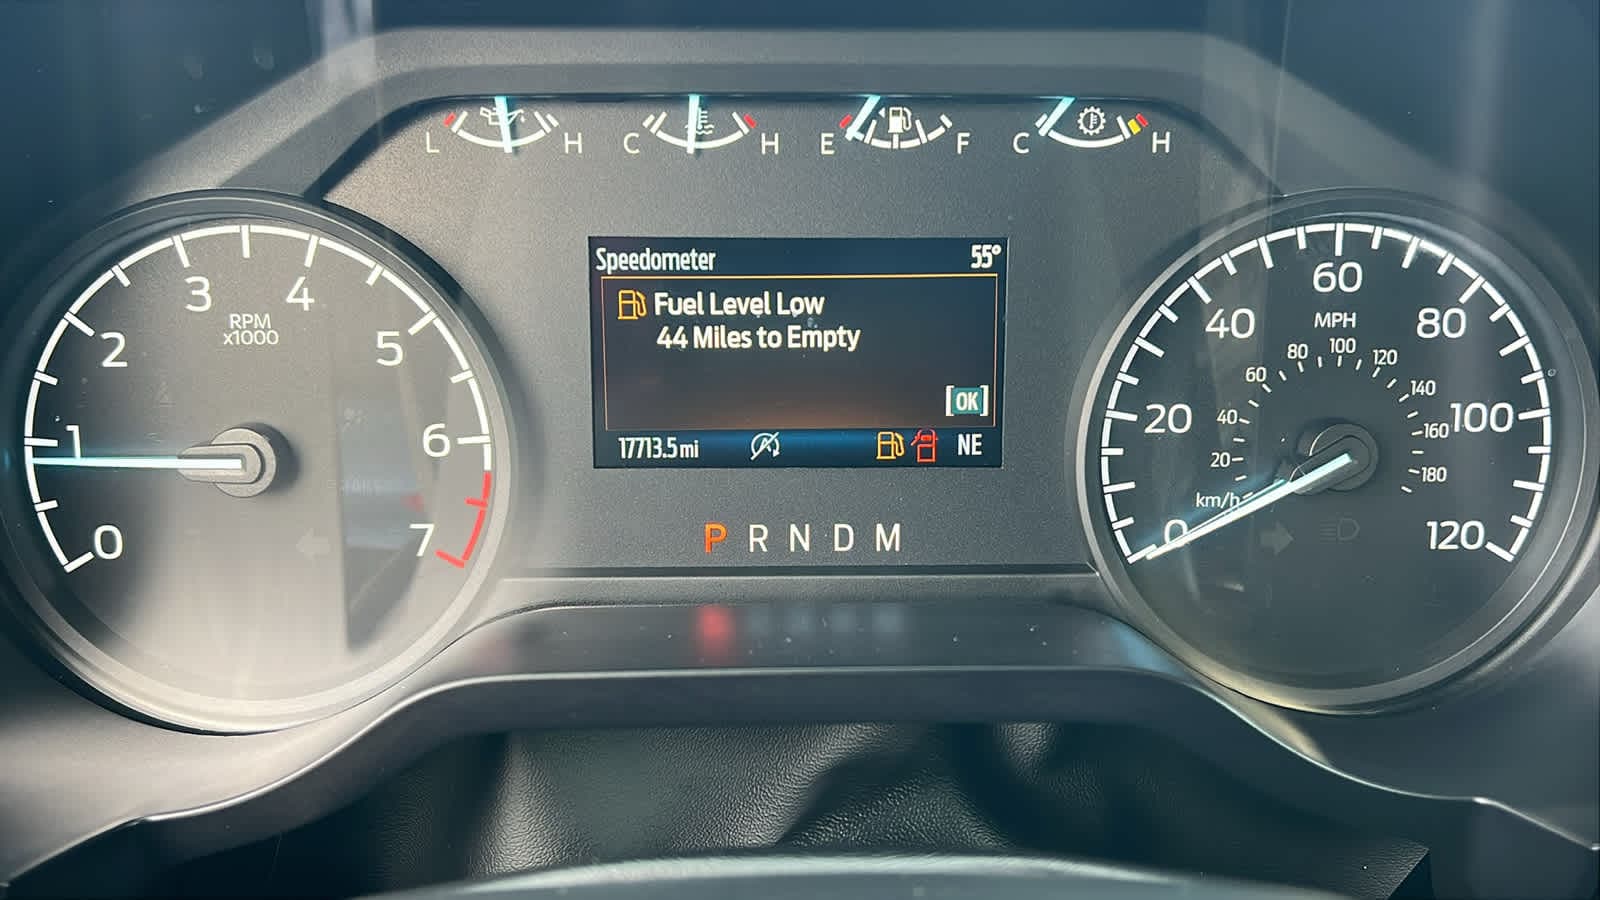 L H C H E F C H
Speedometer 55°
Fuel Level Low
44 Miles to Empty
[OK]
17713.5 mi NE
P R N D M
0 1 2 3 4 5 6 7
RPM
x1000
0 20 40 60 80 100 120
MPH
20 40 60 80 100 120 140 160 180
km/h